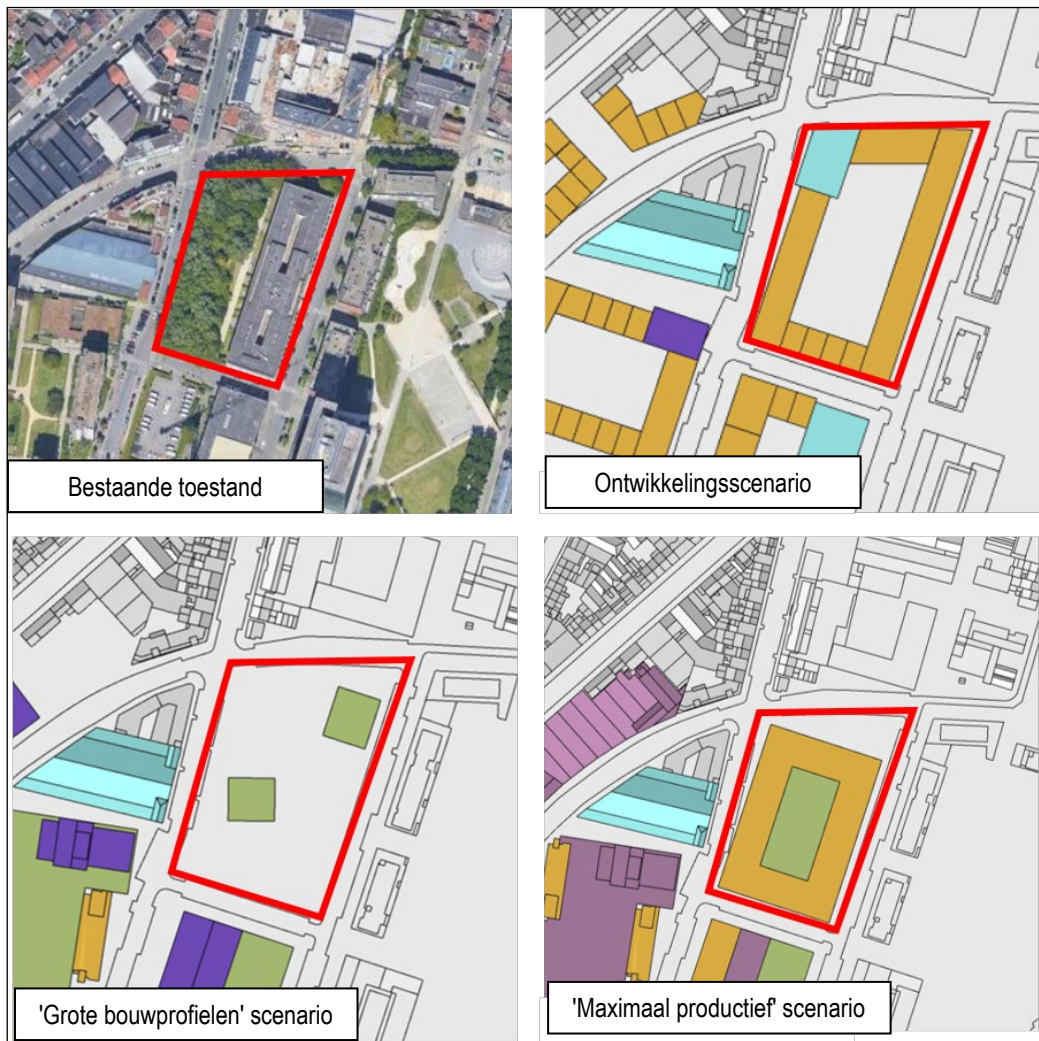 Bestaande toestand
Ontwikkelingsscenario
'Grote bouwprofielen' scenario
'Maximaal productief' scenario